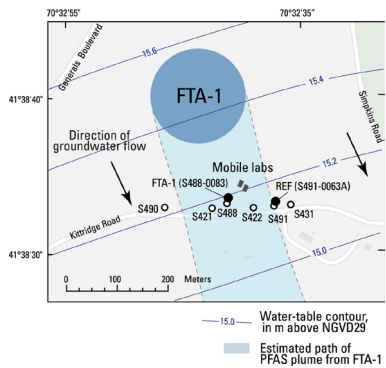 70°32'55"
70°32'35"
Generals Boulevard
15.6
15.4
41°38'40"
FTA-1
Simpkins Road
Direction of
groundwater flow
15.2
Mobile labs
FTA-1 (S488-0083)
REF (S491-0063A)
S490
S421
S488
S422
S491
S431
Kittridge Road
41°38'30"
15.0
0
100
200
Meters
15.0
Water-table contour,
in m above NGVD29
Estimated path of
PFAS plume from FTA-1